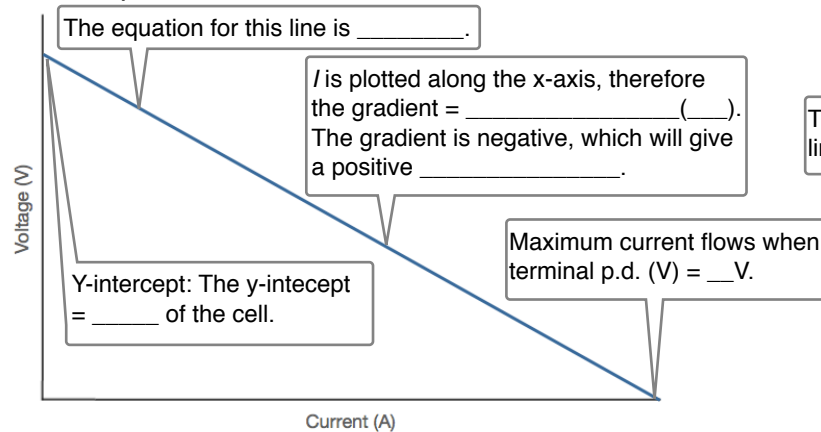 The equation for this line is ________.
I is plotted along the x-axis, therefore
the gradient = ________________(___).
The gradient is negative, which will give
a positive _______________.
Voltage (V)
Maximum current flows when
terminal p.d. (V) = __V.
Y-intercept: The y-intecept
= _____ of the cell.
Current (A)